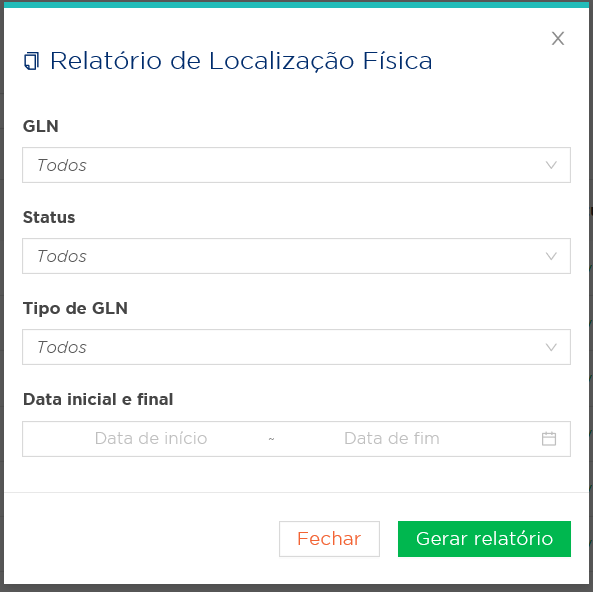 Relatório de Localização Física
GLN
Todos
Status
Todos
Tipo de GLN
Todos
Data inicial e final
Data de início ~ Data de fim
Fechar Gerar relatório